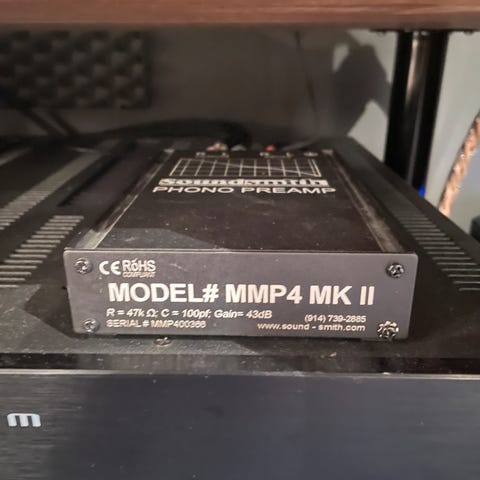 Soundsmith
PHONO PREAMP
CE RoHS
COMPLIANT
MODEL# MMP4 MK II
R = 47k Ω; C = 100pf; Gain= 43dB
(914) 739-2885
SERIAL# MMP400366
www.sound-smith.com
m